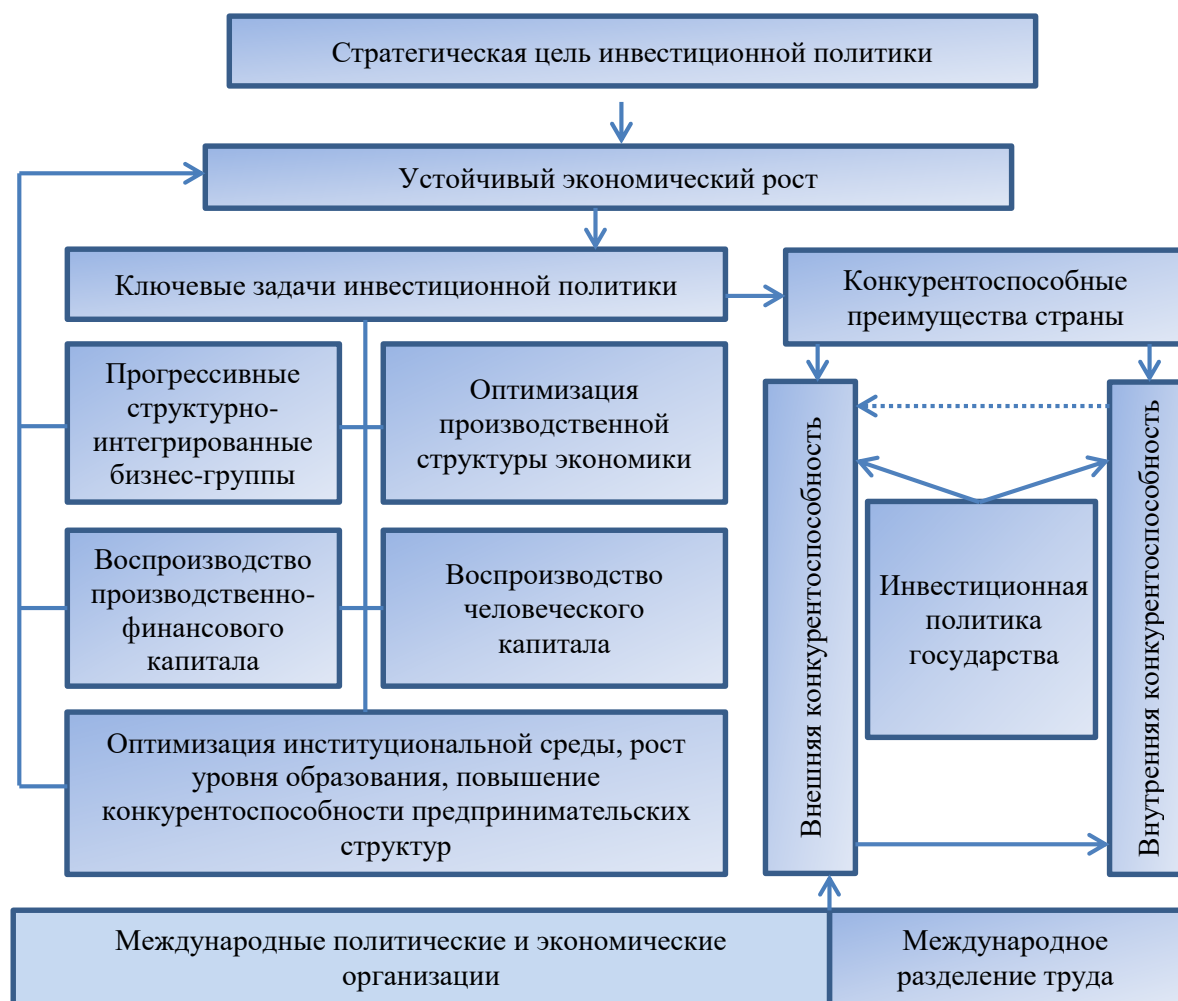 Стратегическая цель инвестиционной политики
Устойчивый экономический рост
Ключевые задачи инвестиционной политики
Конкурентоспособные
преимущества страны
Прогрессивные
структурно-
интегрированные
бизнес-группы
Оптимизация
производственной
структуры экономики
Воспроизводство
производственно-
финансового
капитала
Воспроизводство
человеческого
капитала
Оптимизация институциональной среды, рост
уровня образования, повышение
конкурентоспособности предпринимательских
структур
Внешняя конкурентоспособность
Инвестиционная
политика
государства
Внутренняя конкурентоспособность
Международные политические и экономические
организации
Международное
разделение труда